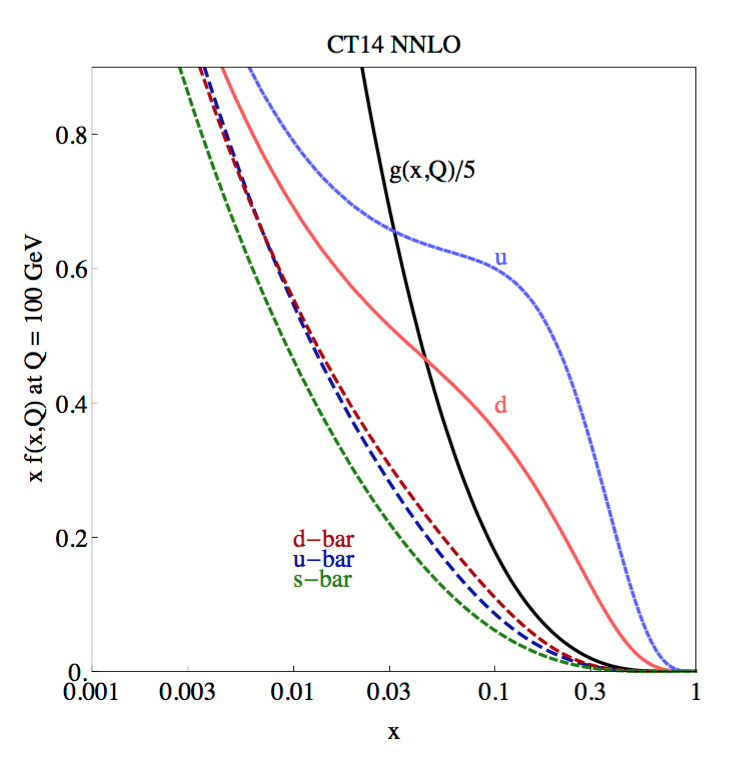 CT14 NNLO
0.8
g(x,Q)/5
u
0.6
x f(x,Q) at Q = 100 GeV
d
0.4
d−bar
0.2
u−bar
s−bar
0.
0.001 0.003 0.01 0.03 0.1 0.3 1
x